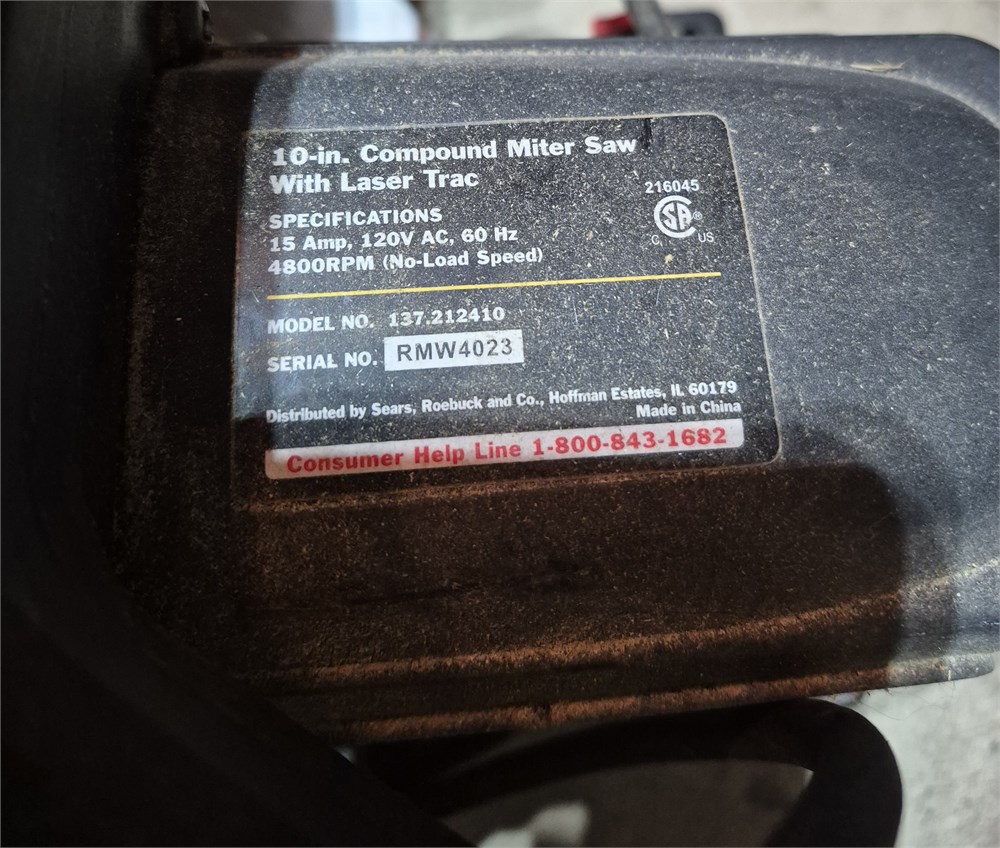 10-in. Compound Miter Saw
With Laser Trac
216045
SPECIFICATIONS
15 Amp, 120V AC, 60 Hz
4800RPM (No-Load Speed)
SA ®
C US
MODEL NO. 137.212410
SERIAL NO. RMW4023
Distributed by Sears, Roebuck and Co., Hoffman Estates, IL 60179
Made in China
Consumer Help Line 1-800-843-1682